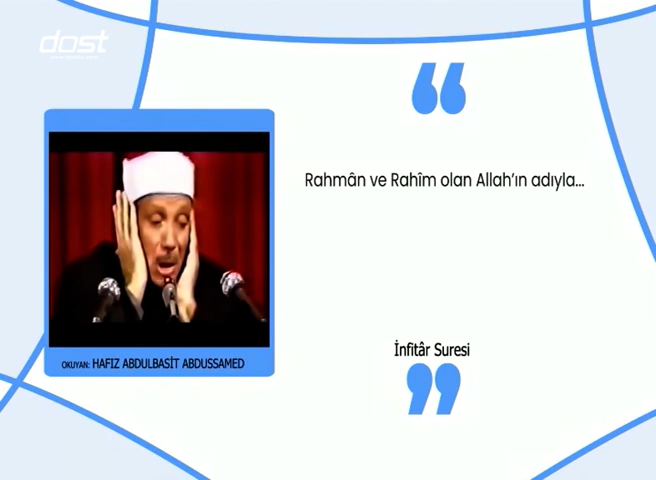 dost
Rahmân ve Rahîm olan Allah'ın adıyla...
İnfitâr Suresi
OKUYAN: HAFIZ ABDULBASİT ABDUSSAMED